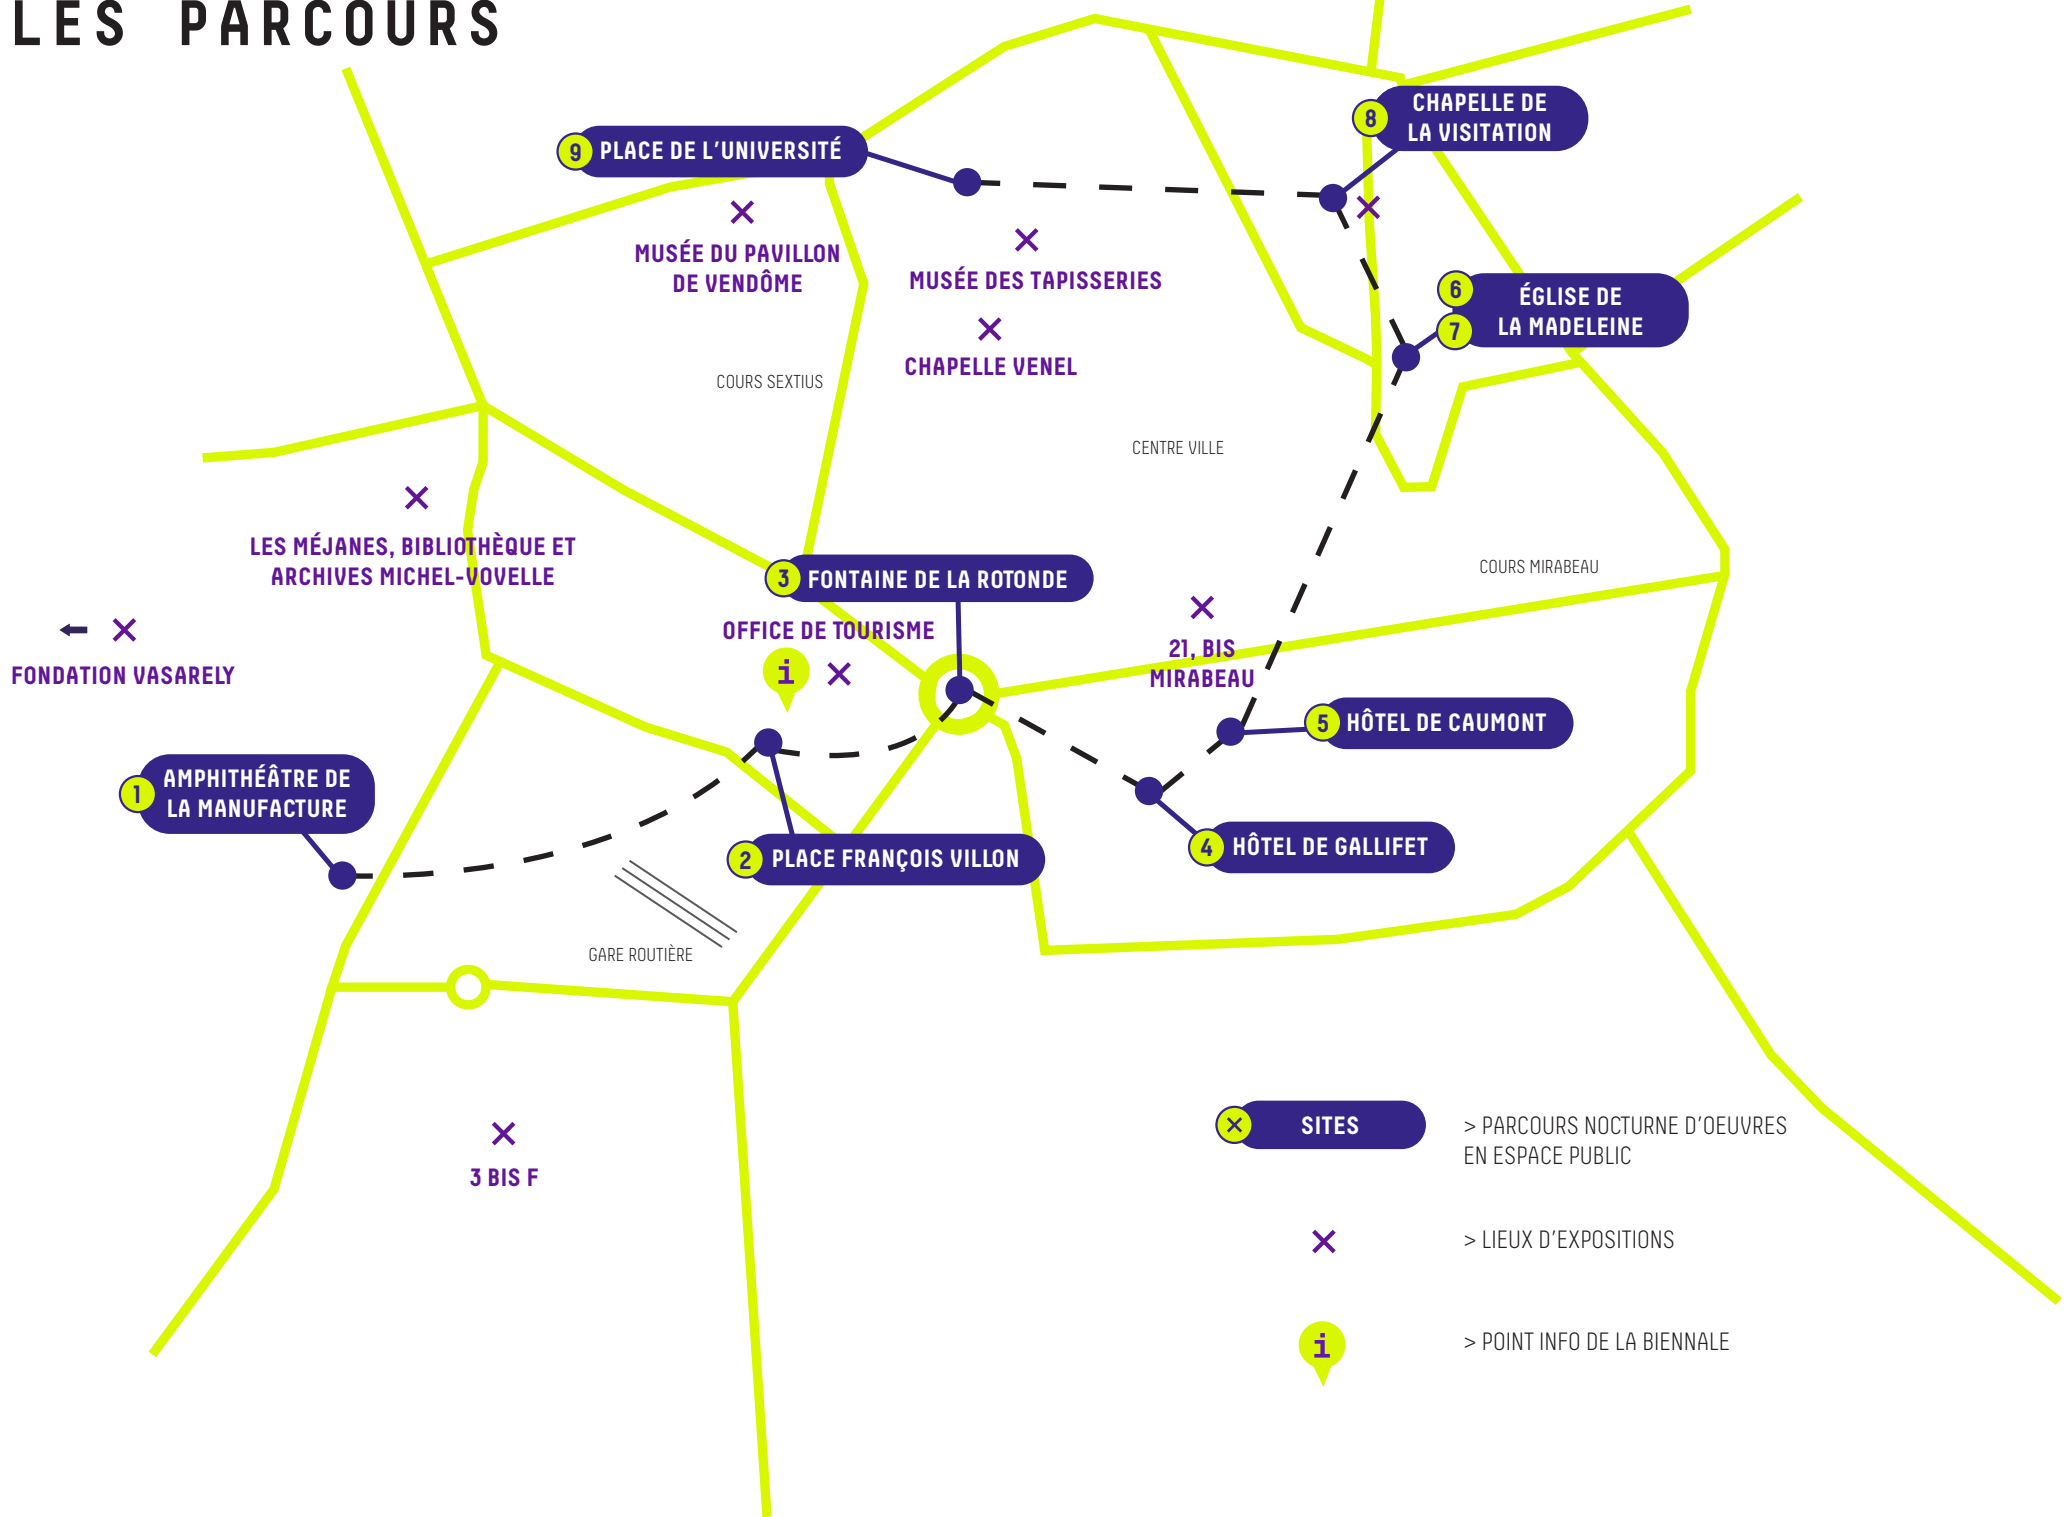 LES PARCOURS
8
CHAPELLE DE
LA VISITATION
9
PLACE DE L'UNIVERSITÉ
MUSÉE DU PAVILLON
DE VENDÔME
MUSÉE DES TAPISSERIES
6
7
ÉGLISE DE
LA MADELEINE
CHAPELLE VENEL
COURS SEXTIUS
CENTRE VILLE
LES MÉJANES, BIBLIOTHÈQUE ET
ARCHIVES MICHEL-VOVELLE
3
FONTAINE DE LA ROTONDE
COURS MIRABEAU
OFFICE DE TOURISME
i
21, BIS
MIRABEAU
FONDATION VASARELY
5
HÔTEL DE CAUMONT
1
AMPHITHÉÂTRE DE
LA MANUFACTURE
4
HÔTEL DE GALLIFET
2
PLACE FRANÇOIS VILLON
GARE ROUTIÈRE
3 BIS F
SITES
> PARCOURS NOCTURNE D'OEUVRES
EN ESPACE PUBLIC
> LIEUX D'EXPOSITIONS
i
> POINT INFO DE LA BIENNALE